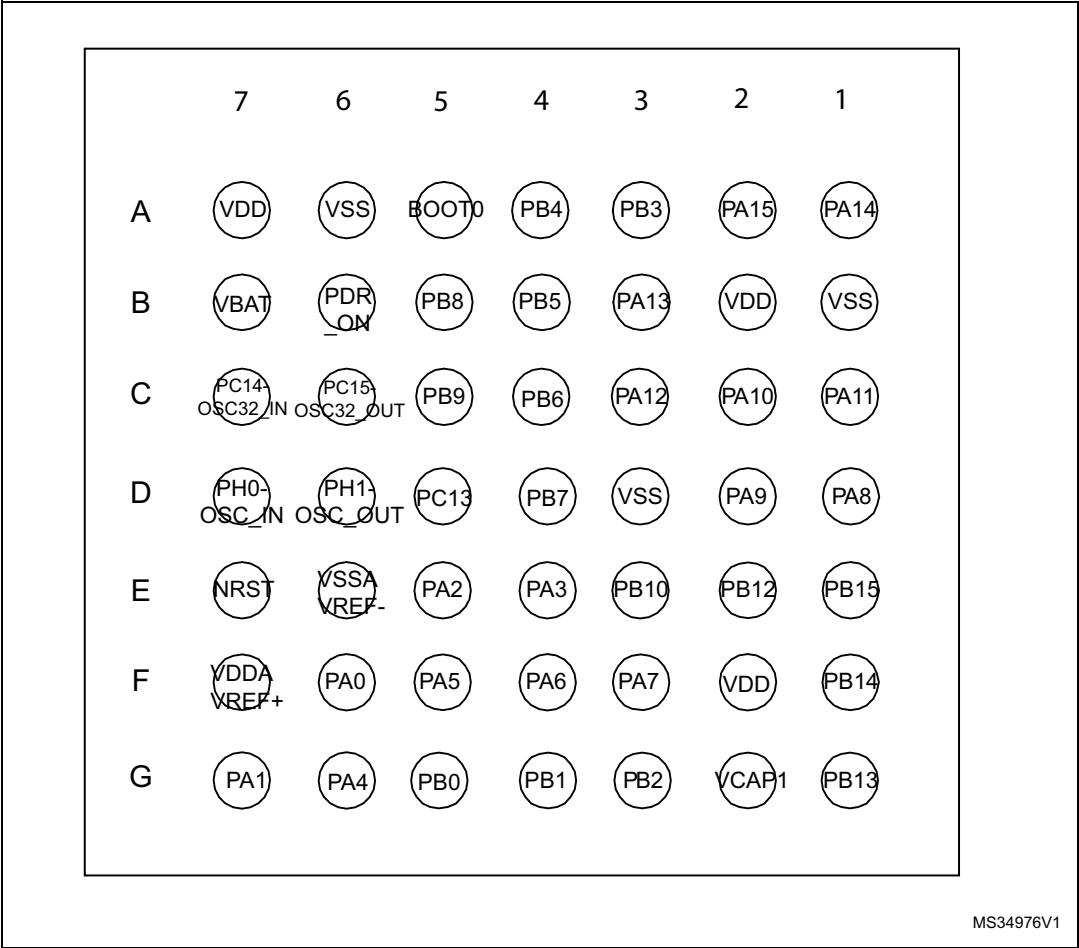 7 6 5 4 3 2 1
A VDD VSS BOOT0 PB4 PB3 PA15 PA14
B VBAT PDR _ON PB8 PB5 PA13 VDD VSS
C PC14- OSC32_IN PC15- OSC32_OUT PB9 PB6 PA12 PA10 PA11
D PH0- OSC_IN PH1- OSC_OUT PC13 PB7 VSS PA9 PA8
E NRST VSSA VREF- PA2 PA3 PB10 PB12 PB15
F VDDA VREF+ PA0 PA5 PA6 PA7 VDD PB14
G PA1 PA4 PB0 PB1 PB2 VCAP1 PB13
MS34976V1